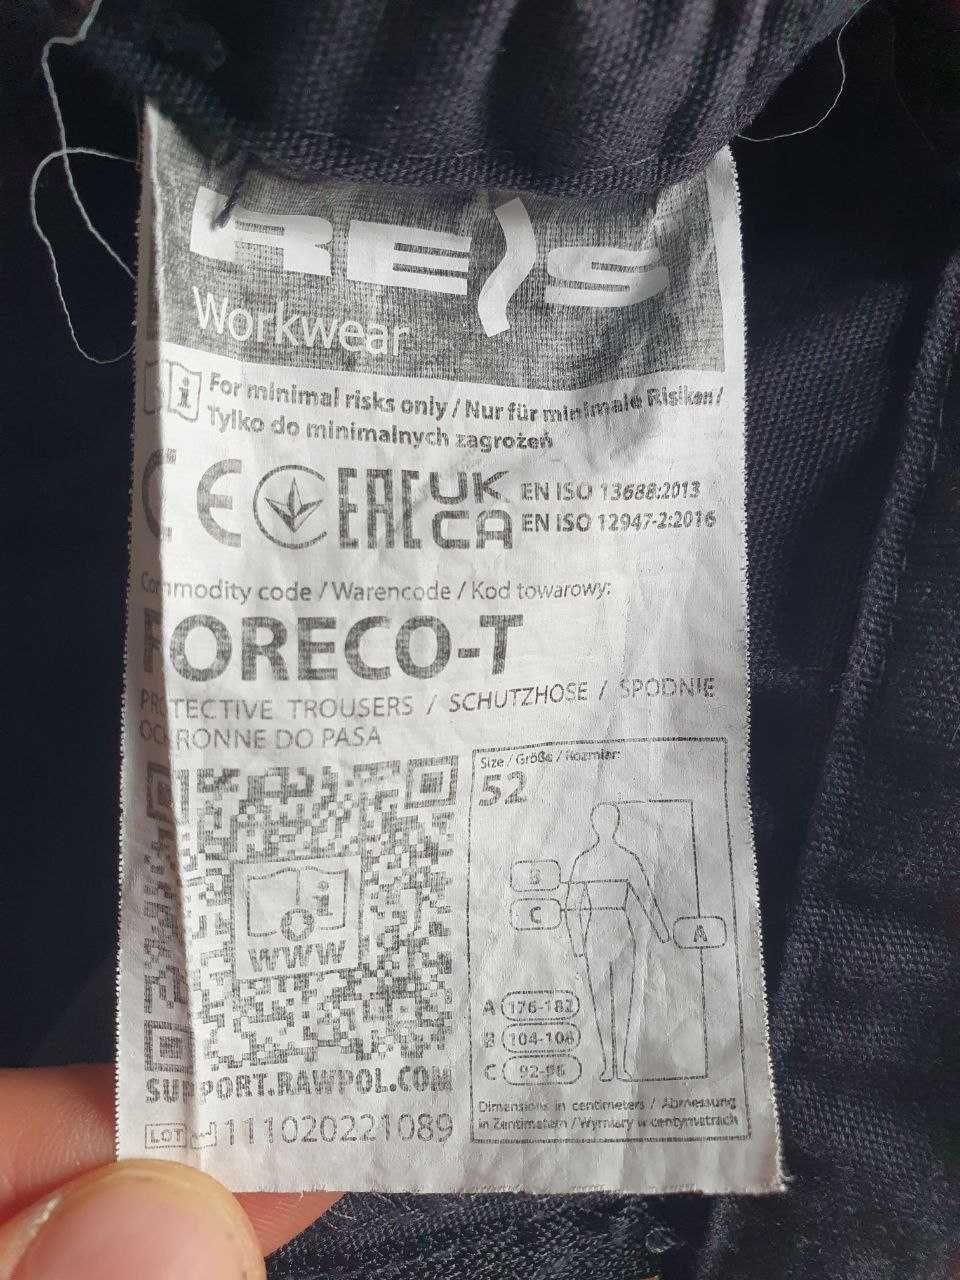 REIS
Workwear
For minimal risks only / Nur für minimale Risiken /
Tylko do minimalnych zagrożeń
CE EAC UK CA
EN ISO 13688:2013
EN ISO 12947-2:2016
Commodity code / Warencode / Kod towarowy:
FORECO-T
PROTECTIVE TROUSERS / SCHUTZHOSE / SPODNIE
OCHRONNE DO PASA
WWW
SUPPORT.RAWPOL.COM
LOT 111020221089
Size / Größe / Rozmiar:
52
B
C
A
A 176-182
B 104-108
C 92-96
Dimensions in centimeters / Abmessung
in Zentimetern / Wymiary w centymetrach